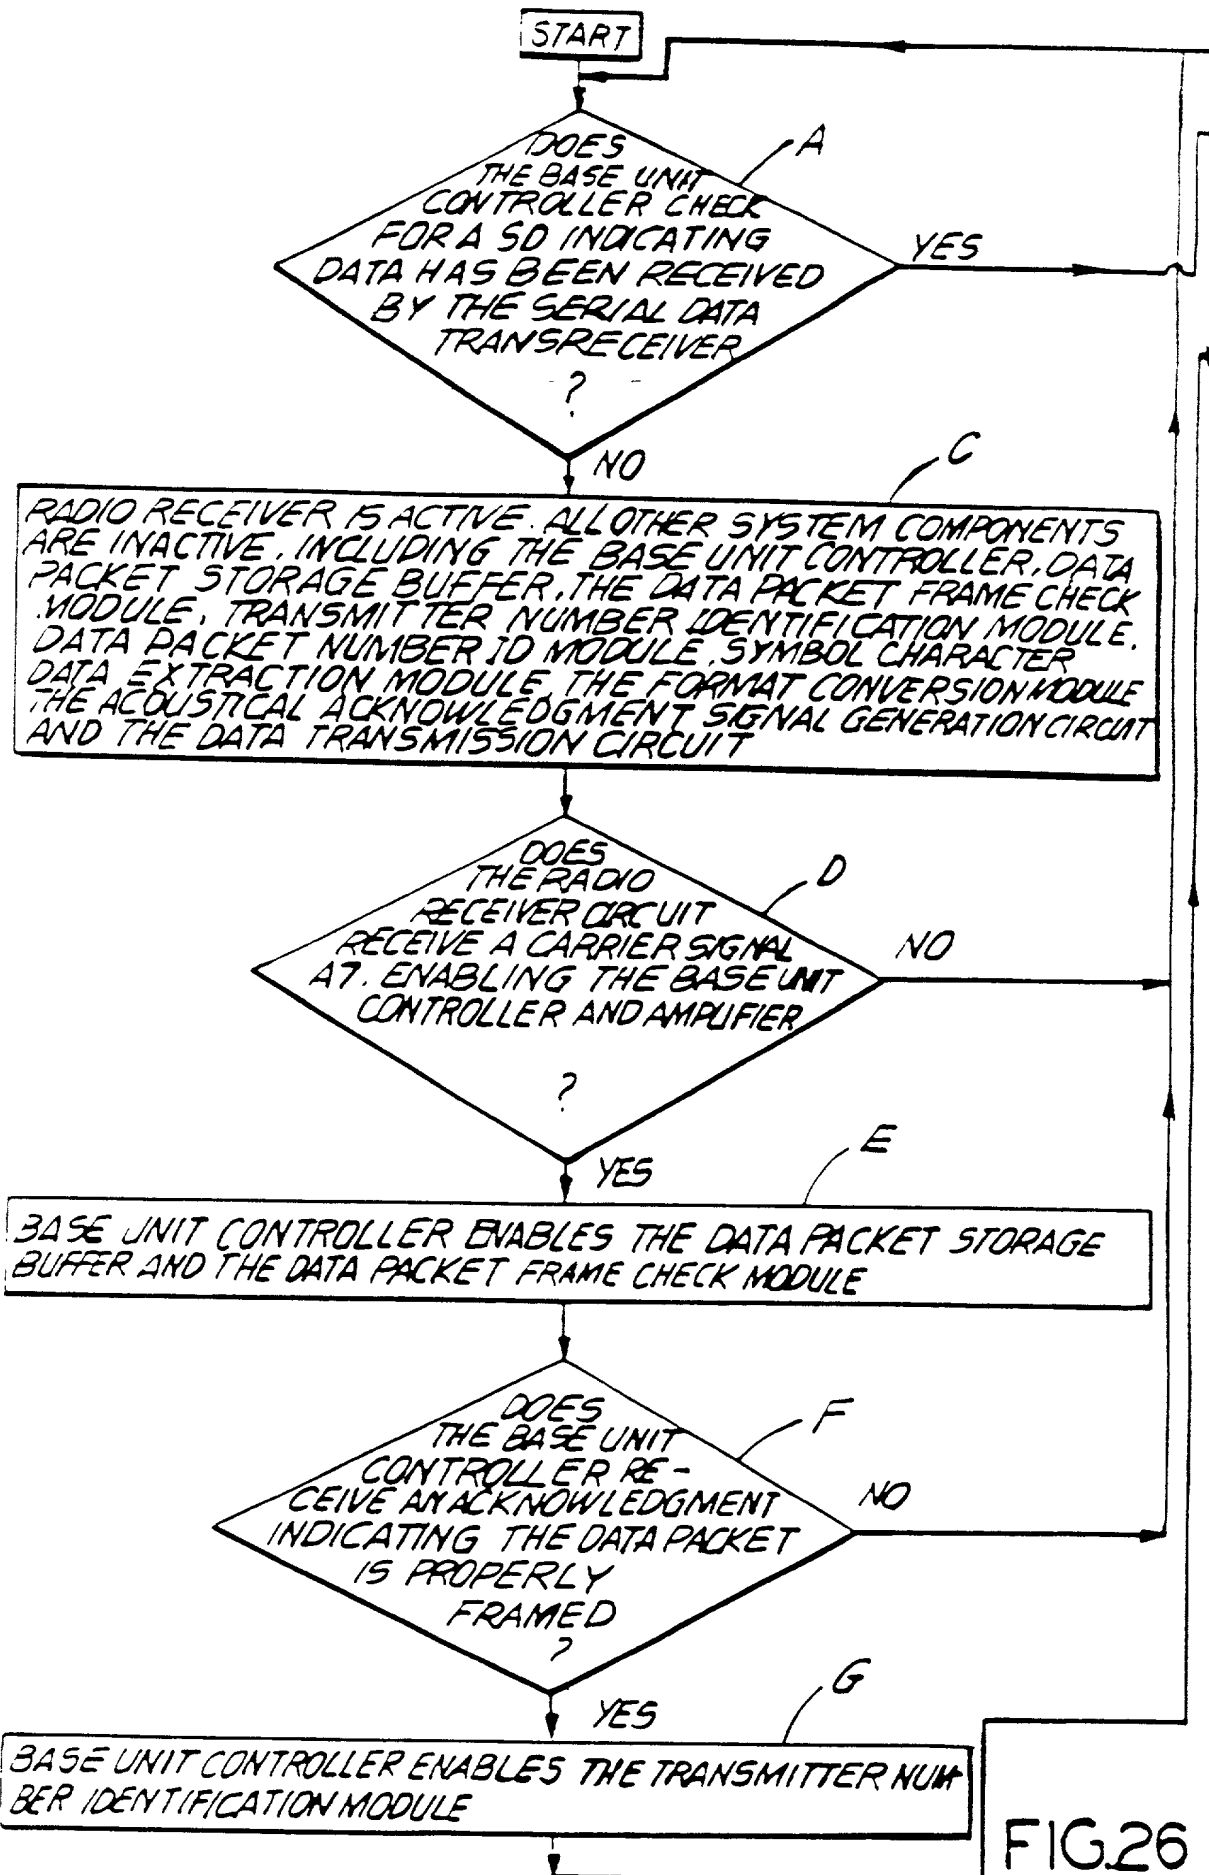 START
A
DOES
THE BASE UNIT
CONTROLLER CHECK
FOR A SD INDICATING
DATA HAS BEEN RECEIVED
BY THE SERIAL DATA
TRANSRECEIVER
?
YES
NO
C
RADIO RECEIVER IS ACTIVE. ALL OTHER SYSTEM COMPONENTS
ARE INACTIVE, INCLUDING THE BASE UNIT CONTROLLER, DATA
PACKET STORAGE BUFFER, THE DATA PACKET FRAME CHECK
MODULE, TRANSMITTER NUMBER IDENTIFICATION MODULE,
DATA PACKET NUMBER ID MODULE, SYMBOL CHARACTER
DATA EXTRACTION MODULE, THE FORMAT CONVERSION MODULE
THE ACOUSTICAL ACKNOWLEDGMENT SIGNAL GENERATION CIRCUIT
AND THE DATA TRANSMISSION CIRCUIT
D
DOES
THE RADIO
RECEIVER CIRCUIT
RECEIVE A CARRIER SIGNAL
A7. ENABLING THE BASE UNIT
CONTROLLER AND AMPLIFIER
?
NO
YES
E
BASE UNIT CONTROLLER ENABLES THE DATA PACKET STORAGE
BUFFER AND THE DATA PACKET FRAME CHECK MODULE
F
DOES
THE BASE UNIT
CONTROLLER RE-
CEIVE AN ACKNOWLEDGMENT
INDICATING THE DATA PACKET
IS PROPERLY
FRAMED
?
NO
YES
G
BASE UNIT CONTROLLER ENABLES THE TRANSMITTER NUM-
BER IDENTIFICATION MODULE
FIG.26